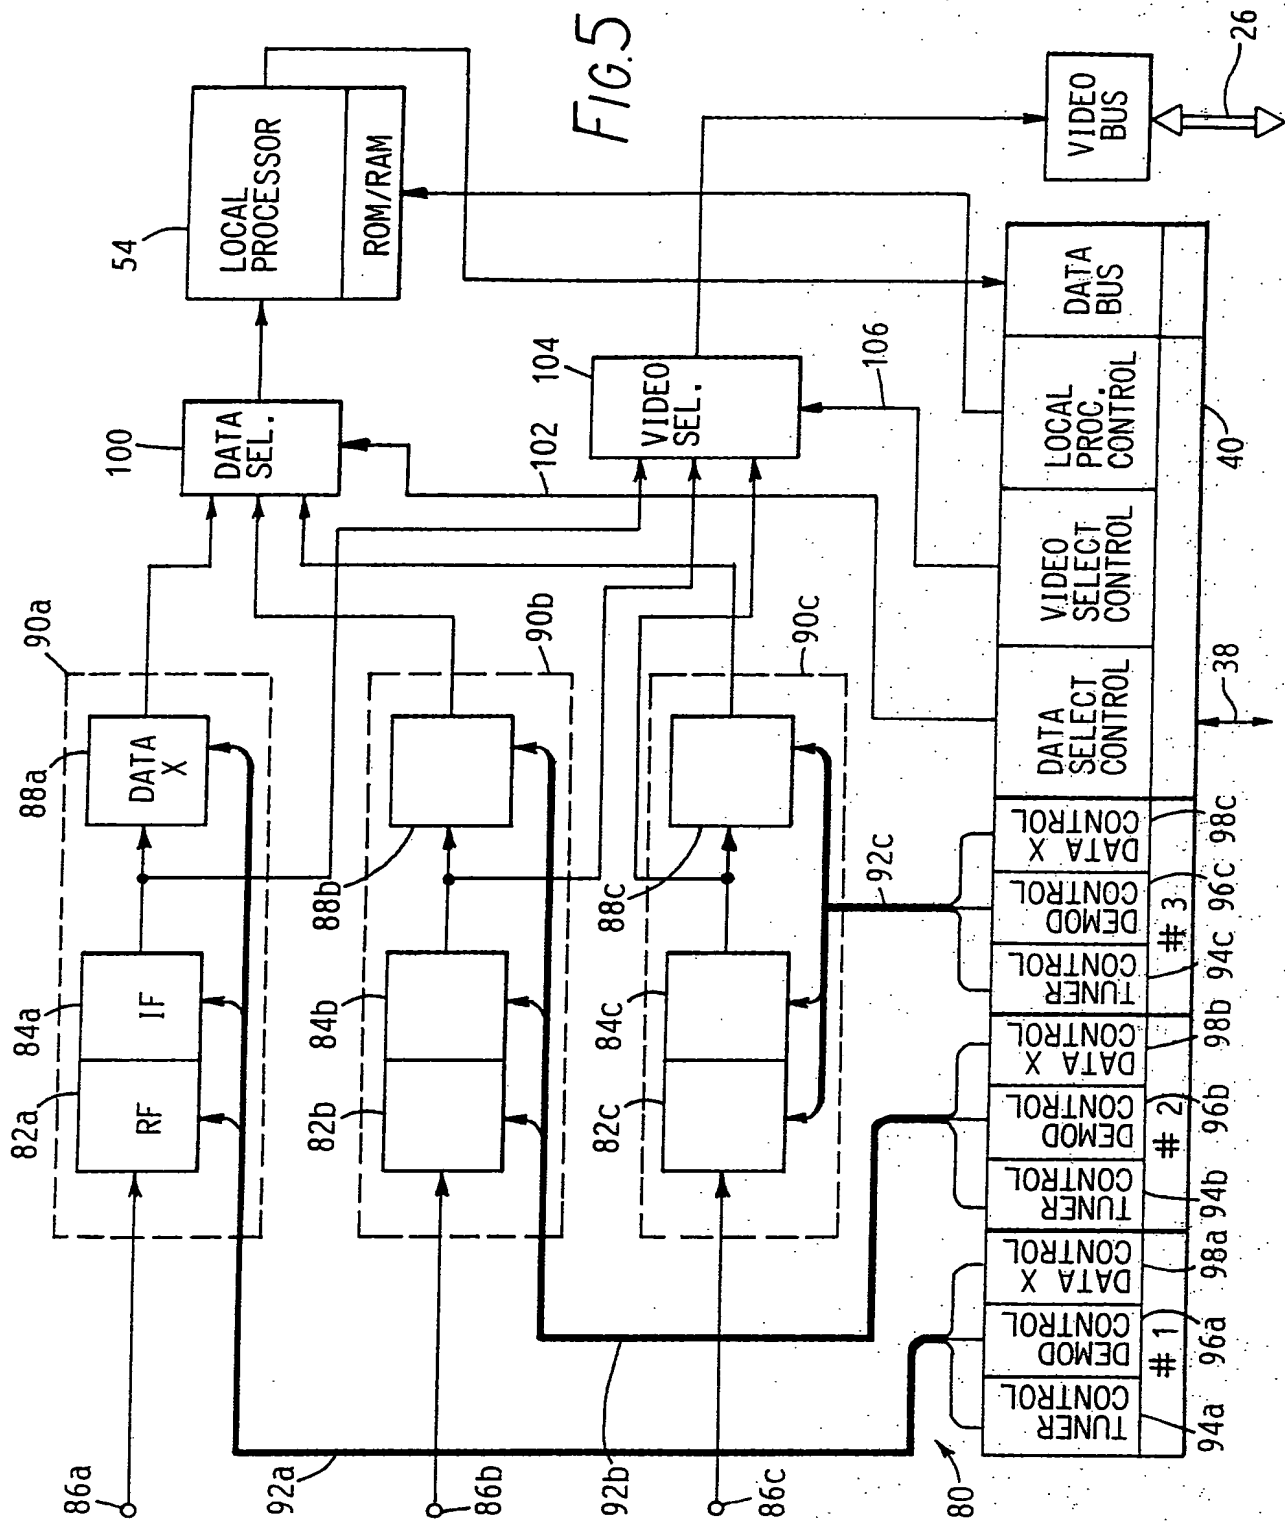 FIG.5
86a
82a
84a
88a
90a
RF
IF
DATA
X
92a
86b
82b
84b
88b
90b
92b
86c
82c
84c
88c
90c
92c
100
DATA
SEL.
102
54
LOCAL
PROCESSOR
ROM/RAM
104
VIDEO
SEL.
106
VIDEO
BUS
26
80
TUNER
CONTROL
DEMOD
CONTROL
DATA X
CONTROL
# 1
94a
96a
98a
TUNER
CONTROL
DEMOD
CONTROL
DATA X
CONTROL
# 2
94b
96b
98b
TUNER
CONTROL
DEMOD
CONTROL
DATA X
CONTROL
# 3
94c
96c
98c
DATA
SELECT
CONTROL
VIDEO
SELECT
CONTROL
LOCAL
PROC.
CONTROL
DATA
BUS
38
40